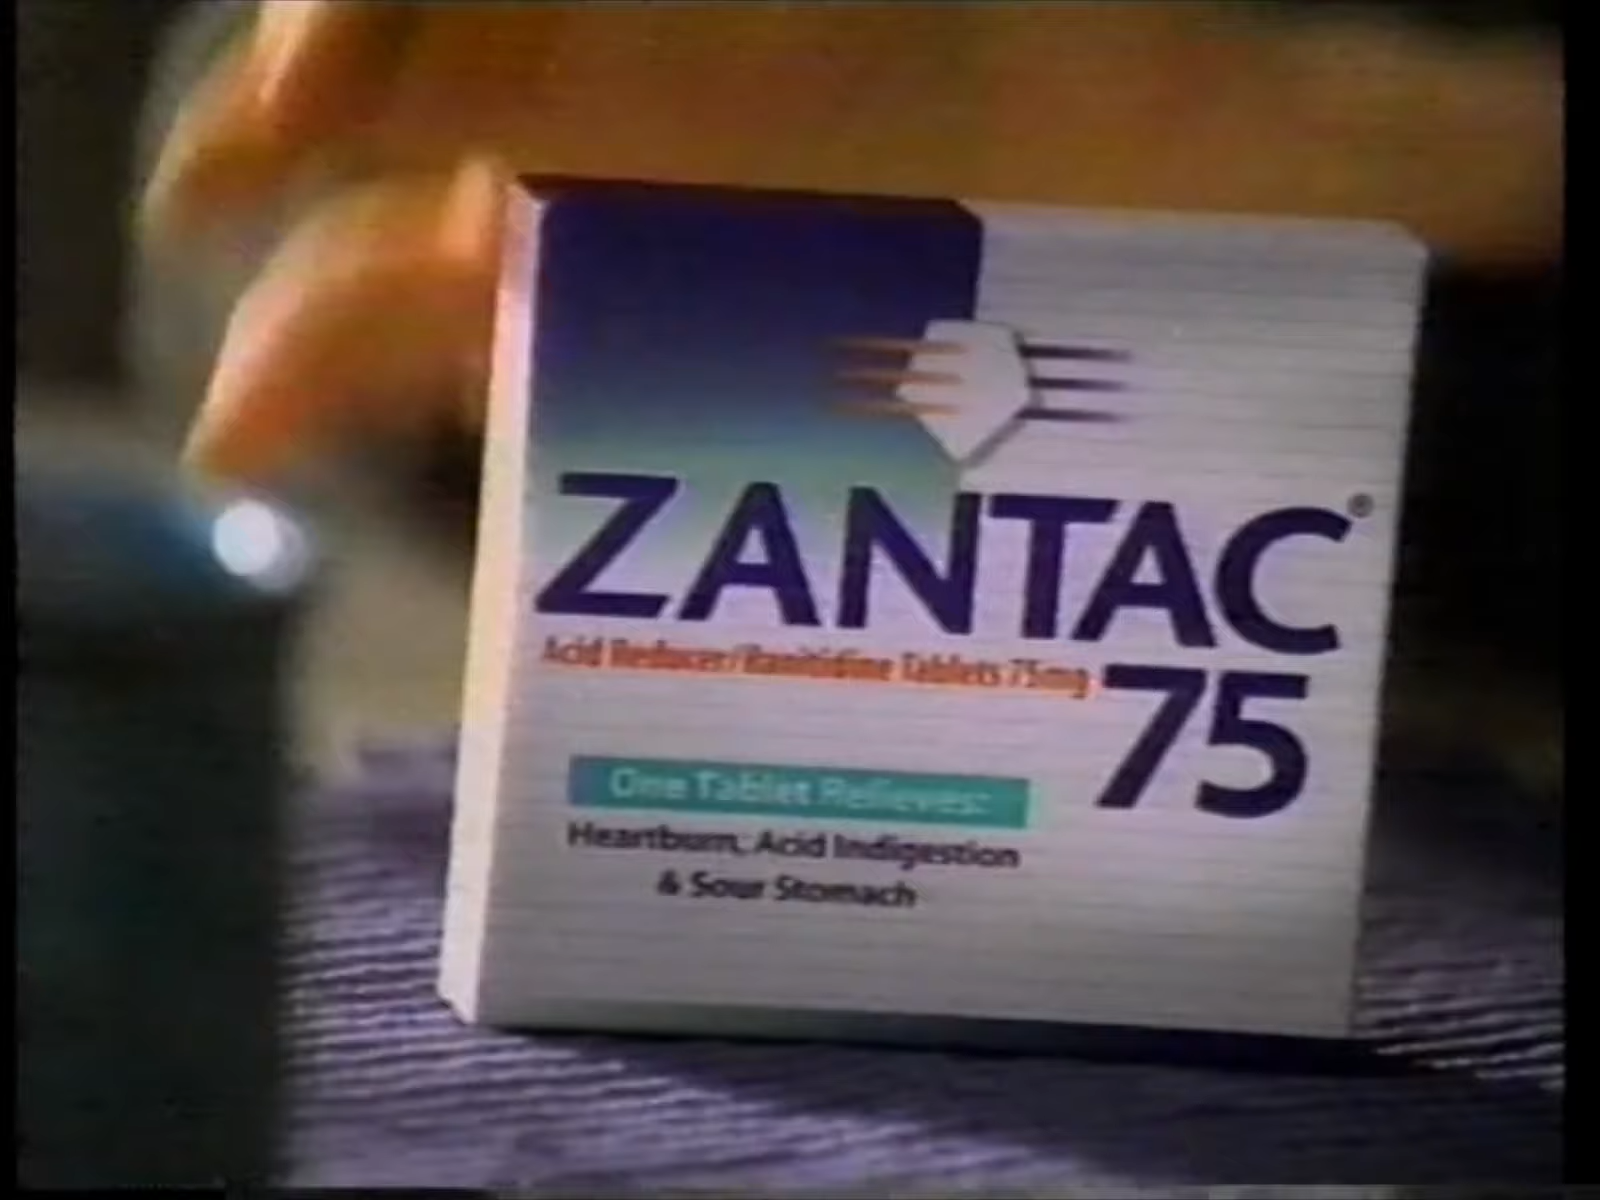 ZANTAC®
Acid Reducer/Ranitidine Tablets 75mg
75
One Tablet Relieves:
Heartburn, Acid Indigestion
& Sour Stomach